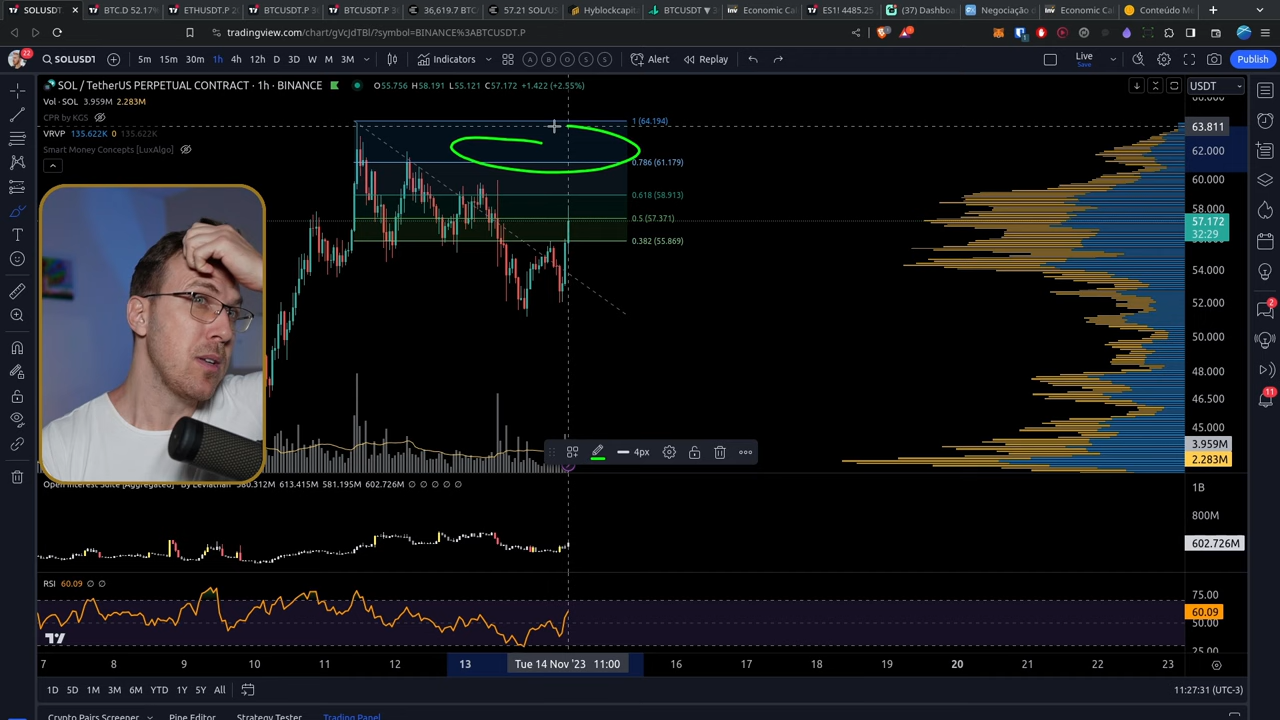 SOLUSDT
BTC.D 52.17%
ETHUSDT.P
BTCUSDT.P
BTCUSDT.P
36,619.7 BTC
57.21 SOL/US
Hyblockcapita
BTCUSDT ▼
Economic Cal
ES1! 4485.25
(37) Dashboa
Negociação
Economic Cal
Conteúdo Me
tradingview.com/chart/gVcJdTBl/?symbol=BINANCE%3ABTCUSDT.P
22
SOLUSDT
5m 15m 30m 1h 4h 12h D 3D W M 3M
Indicators
Alert
Replay
Live
Save
Publish
SOL / TetherUS PERPETUAL CONTRACT · 1h · BINANCE
O55.756 H58.191 L55.121 C57.172 +1.422 (+2.55%)
USDT
Vol · SOL 3.959M 2.283M
CPR by KGS
VRVP 135.622K 0 135.622K
Smart Money Concepts [LuxAlgo]
1 (64.194)
0.786 (61.179)
0.618 (58.913)
0.5 (57.371)
0.382 (55.869)
63.811
62.000
60.000
58.000
57.172
32:29
54.000
52.000
50.000
48.000
46.500
45.000
3.959M
2.283M
4px
Open Interest Suite [Aggregated] - By Leviathan 580.312M 613.415M 581.195M 602.726M
1B
800M
602.726M
RSI 60.09
75.00
60.09
50.00
25.00
7 8 9 10 11 12 13 Tue 14 Nov '23 11:00 16 17 18 19 20 21 22 23
1D 5D 1M 3M 6M YTD 1Y 5Y All
11:27:31 (UTC-3)
Crypto Pairs Screener
Pine Editor
Strategy Tester
Trading Panel
2
11